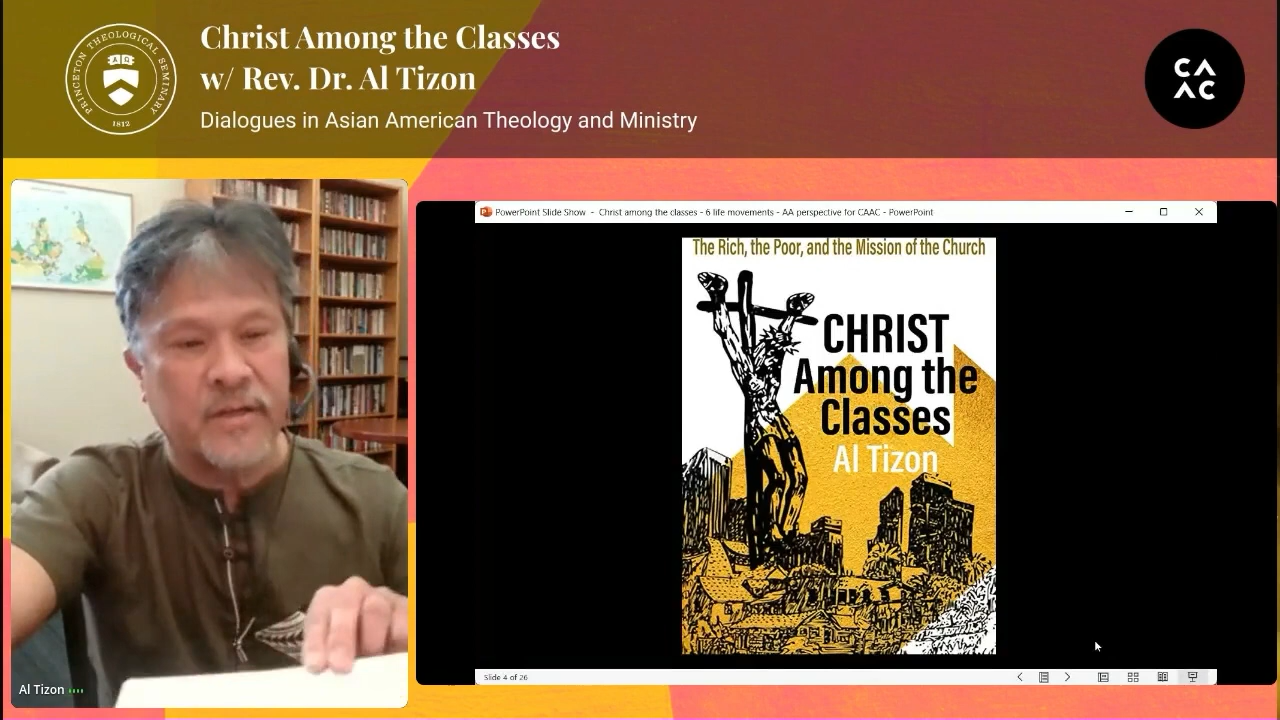 Christ Among the Classes
w/ Rev. Dr. Al Tizon
Dialogues in Asian American Theology and Ministry
PRINCETON THEOLOGICAL SEMINARY
1812
CA
AC
PowerPoint Slide Show - Christ among the classes - 6 life movements - AA perspective for CAAC - PowerPoint
The Rich, the Poor, and the Mission of the Church
CHRIST
Among the
Classes
Al Tizon
Al Tizon
Slide 4 of 26